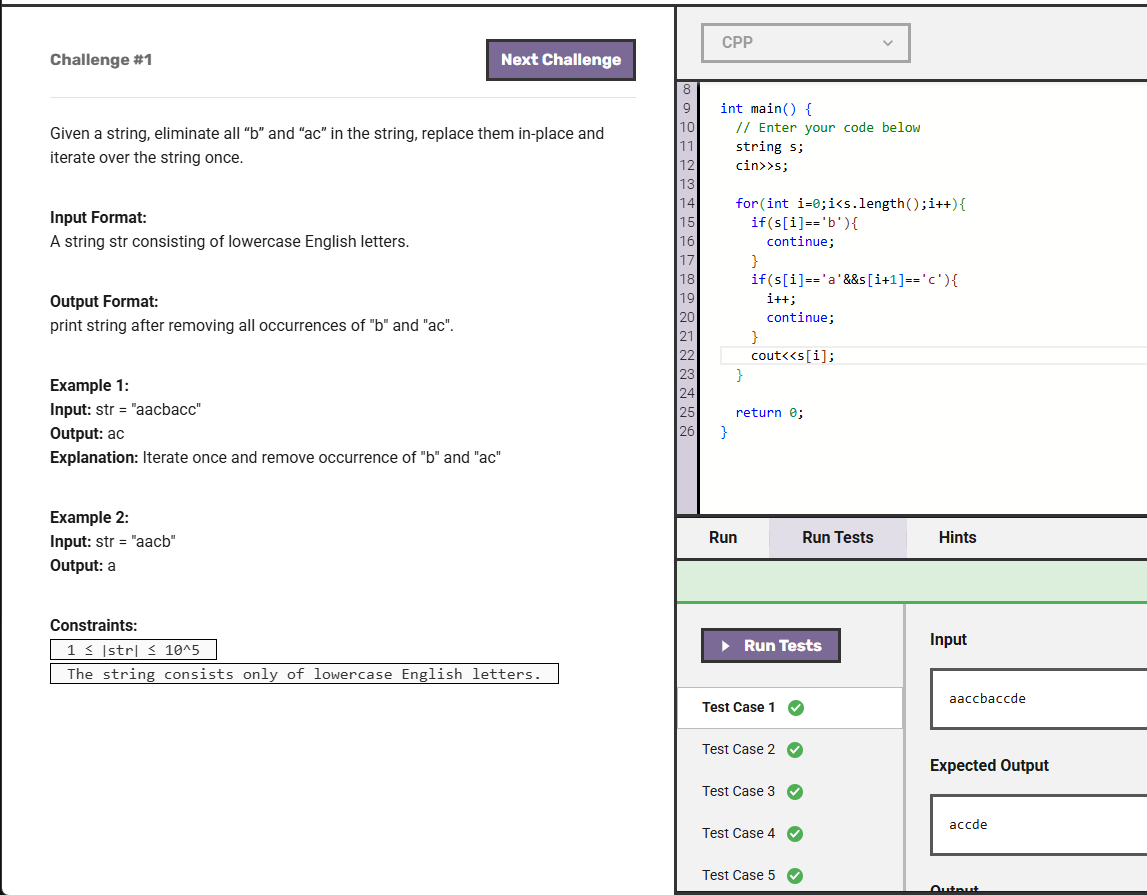 Challenge #1
Next Challenge
Given a string, eliminate all “b” and “ac” in the string, replace them in-place and
iterate over the string once.
Input Format:
A string str consisting of lowercase English letters.
Output Format:
print string after removing all occurrences of "b" and "ac".
Example 1:
Input: str = "aacbacc"
Output: ac
Explanation: Iterate once and remove occurrence of "b" and "ac"
Example 2:
Input: str = "aacb"
Output: a
Constraints:
1 ≤ |str| ≤ 10^5
The string consists only of lowercase English letters.
CPP
8
9 int main() {
10 // Enter your code below
11 string s;
12 cin>>s;
13
14 for(int i=0;i<s.length();i++){
15 if(s[i]=='b'){
16 continue;
17 }
18 if(s[i]=='a'&&s[i+1]=='c'){
19 i++;
20 continue;
21 }
22 cout<<s[i];
23 }
24
25 return 0;
26 }
Run Run Tests Hints
Run Tests
Test Case 1
Test Case 2
Test Case 3
Test Case 4
Test Case 5
Input
aaccbaccde
Expected Output
accde
Output